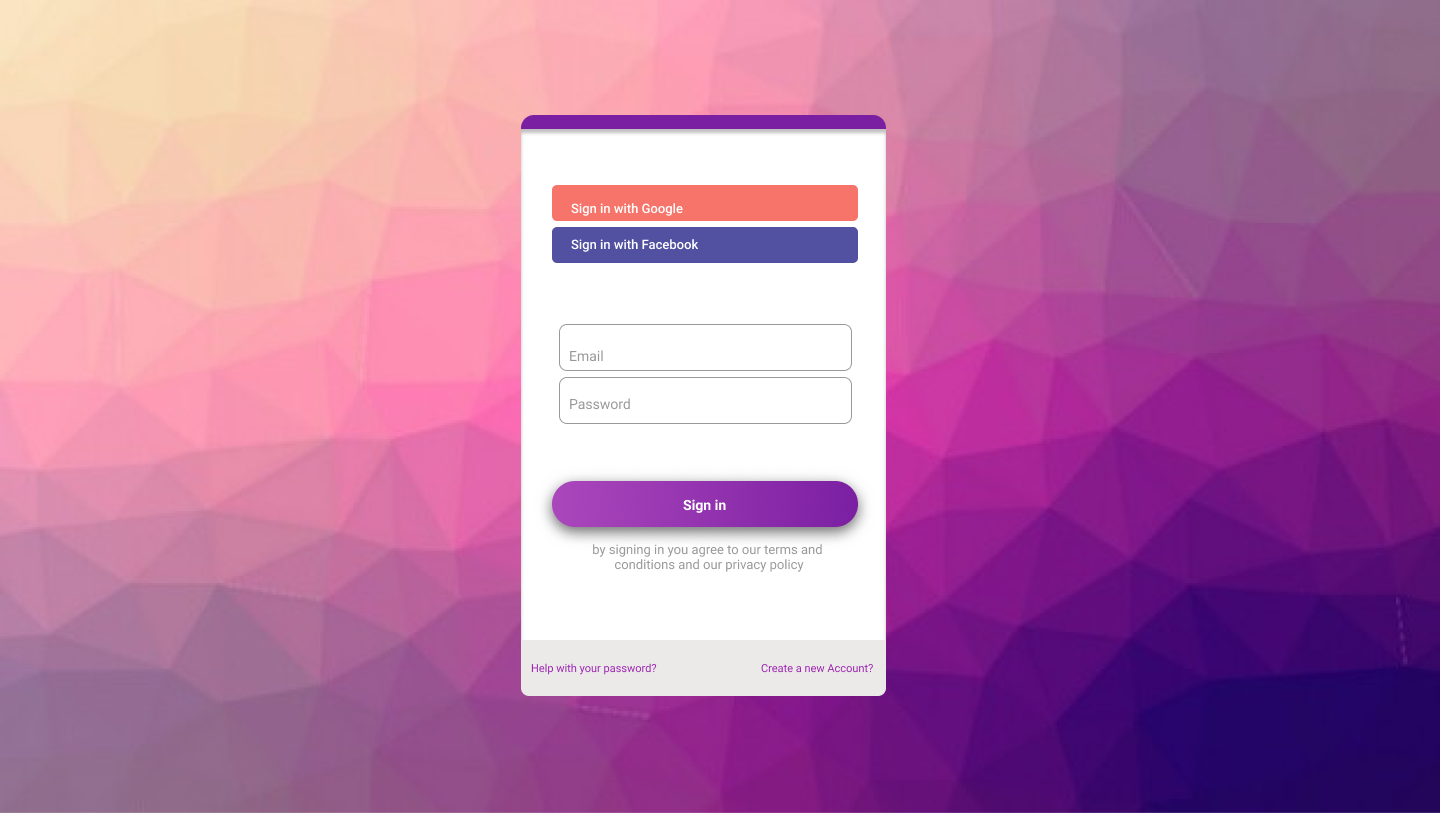 Sign in with Google
Sign in with Facebook
Email
Password
Sign in
by signing in you agree to our terms and
conditions and our privacy policy
Help with your password?
Create a new Account?